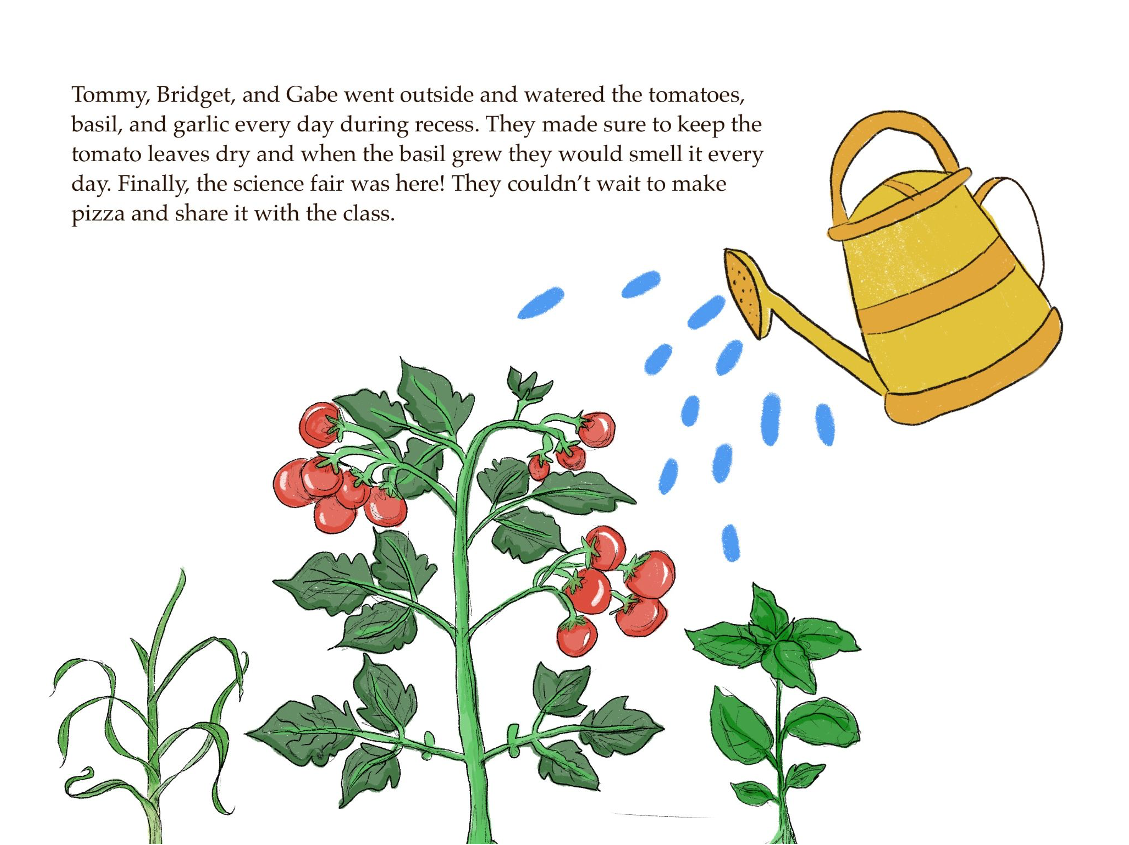 Tommy, Bridget, and Gabe went outside and watered the tomatoes,
basil, and garlic every day during recess. They made sure to keep the
tomato leaves dry and when the basil grew they would smell it every
day. Finally, the science fair was here! They couldn’t wait to make
pizza and share it with the class.